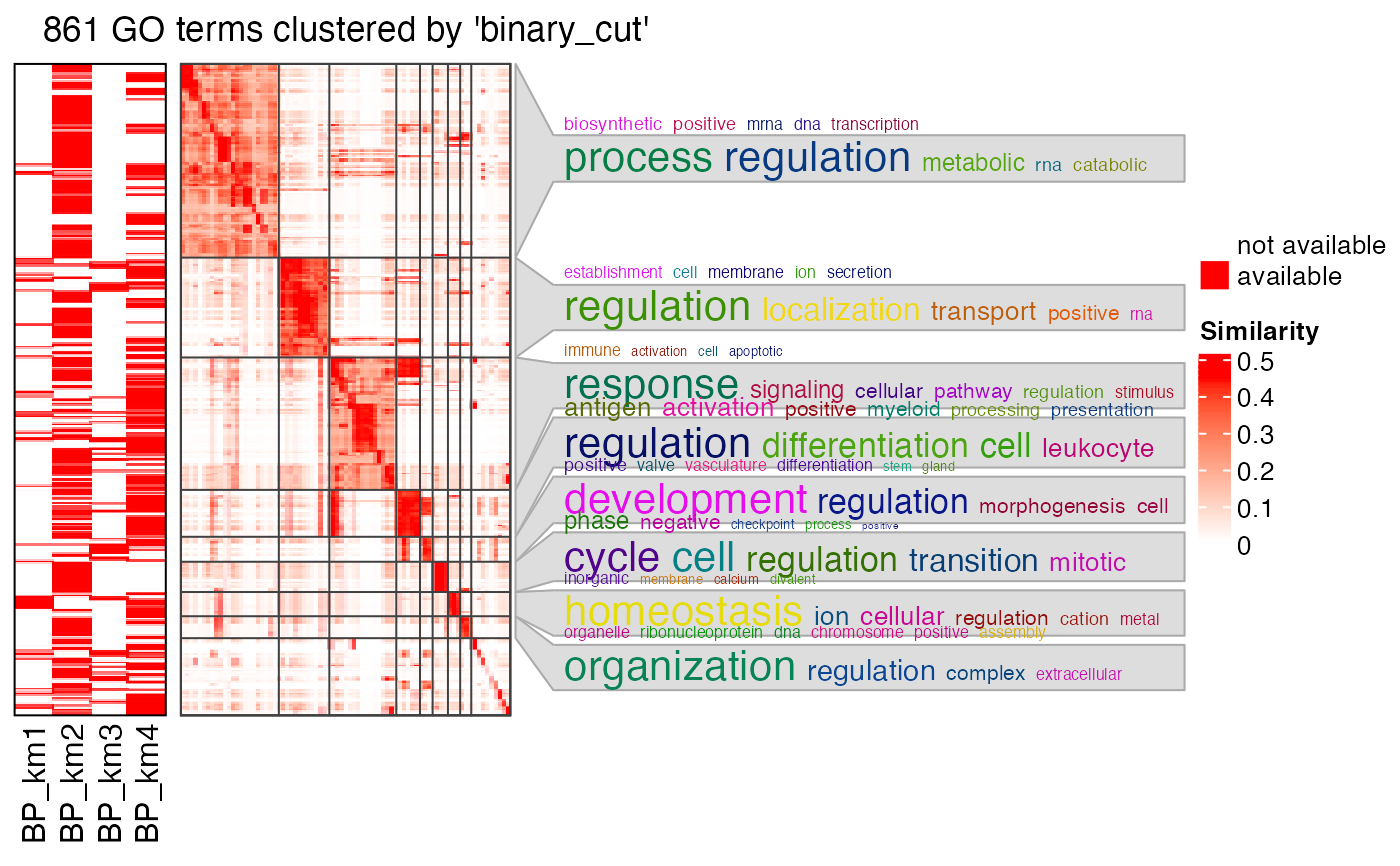 861 GO terms clustered by 'binary_cut'
biosynthetic positive mrna dna transcription
process regulation metabolic rna catabolic
establishment cell membrane ion secretion
regulation localization transport positive rna
immune activation cell apoptotic
response signaling cellular pathway regulation stimulus
antigen activation positive myeloid processing presentation
regulation differentiation cell leukocyte
positive valve vasculature differentiation stem gland
development regulation morphogenesis cell
phase negative checkpoint process positive
cycle cell regulation transition mitotic
inorganic membrane calcium divalent
homeostasis ion cellular regulation cation metal
organelle ribonucleoprotein dna chromosome positive assembly
organization regulation complex extracellular
not available
available
Similarity
0.5
0.4
0.3
0.2
0.1
0
BP_km1
BP_km2
BP_km3
BP_km4